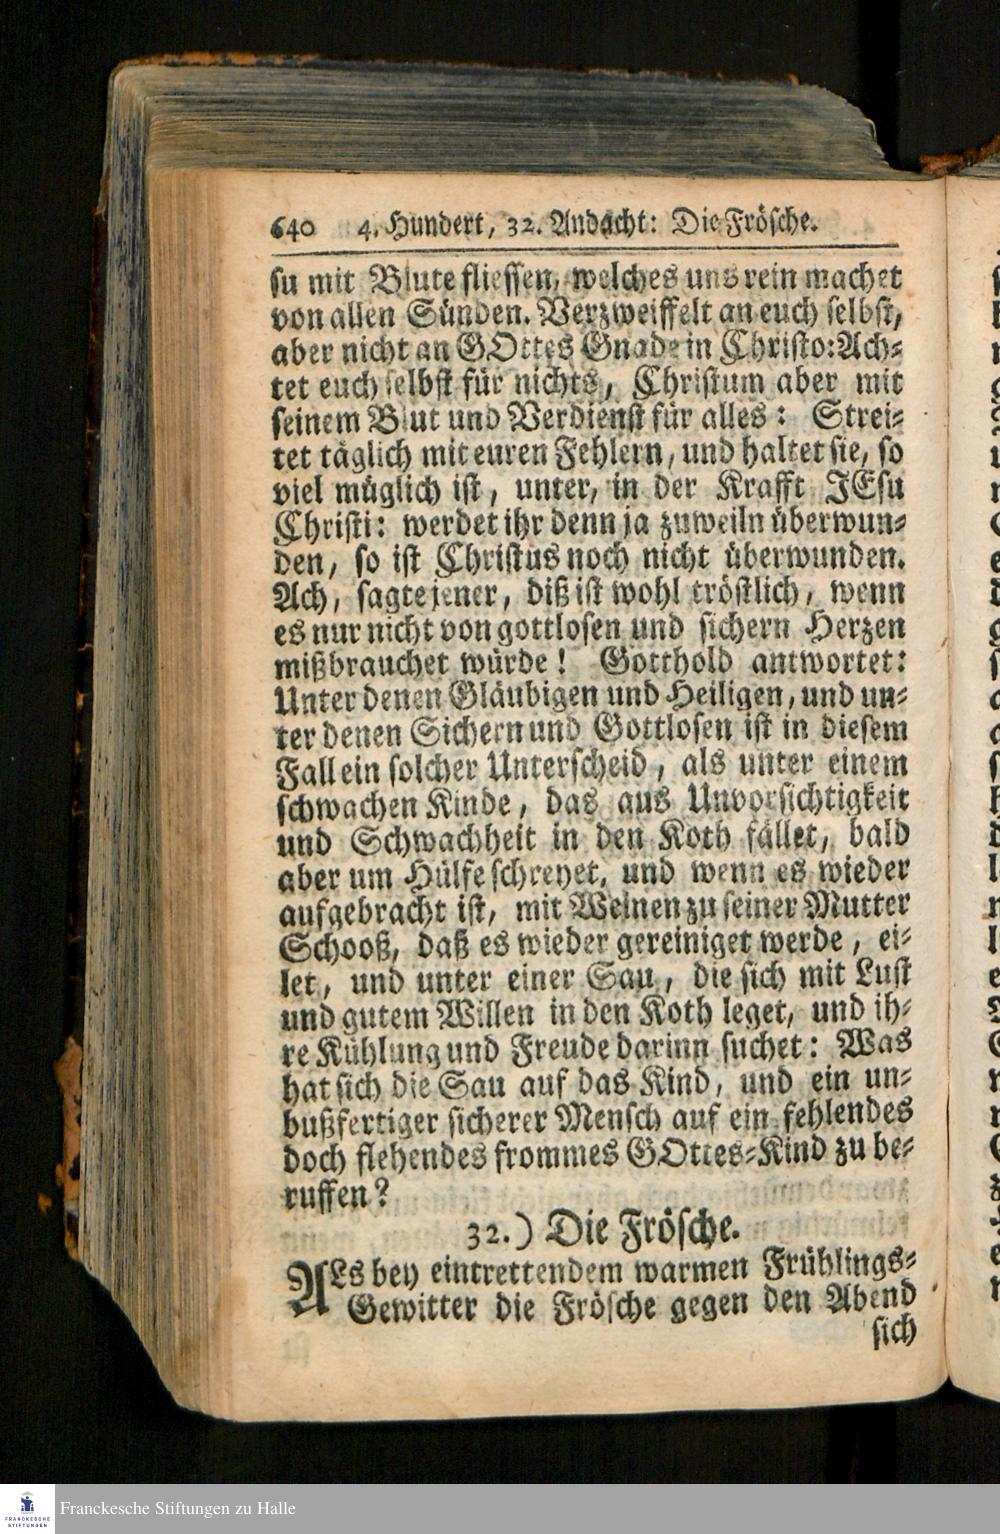 640 4. Hundert, 32. Andacht: Die Frösche.
su mit Blute fliessen, welches uns rein machet
von allen Sünden. Verzweiffelt an euch selbst,
aber nicht an GOttes Gnade in Christo: Ach-
tet euch selbst für nichts, Christum aber mit
seinem Blut und Verdienst für alles: Strei-
tet täglich mit euren Fehlern, und haltet sie, so
viel müglich ist, unter, in der Krafft JEsu
Christi: werdet ihr denn ja zuweiln überwun-
den, so ist Christus noch nicht überwunden.
Ach, sagte jener, diß ist wohl tröstlich, wenn
es nur nicht von gottlosen und sichern Herzen
mißbrauchet würde! Gotthold antwortet:
Unter denen Gläubigen und Heiligen, und un-
ter denen Sichern und Gottlosen ist in diesem
Fall ein solcher Unterscheid, als unter einem
schwachen Kinde, das aus Unvorsichtigkeit
und Schwachheit in den Koth fället, bald
aber um Hülfe schreyet, und wenn es wieder
aufgebracht ist, mit Weinen zu seiner Mutter
Schooß, daß es wieder gereiniget werde, ei-
let, und unter einer Sau, die sich mit Lust
und gutem Willen in den Koth leget, und ih-
re Kühlung und Freude darinn suchet: Was
hat sich die Sau auf das Kind, und ein un-
bußfertiger sicherer Mensch auf ein fehlendes
doch flehendes frommes GOttes-Kind zu be-
ruffen?
32.) Die Frösche.
ALs bey eintrettendem warmen Frühlings-
Gewitter die Frösche gegen den Abend
sich
FRANCKESCHE STIFTUNGEN
Franckesche Stiftungen zu Halle